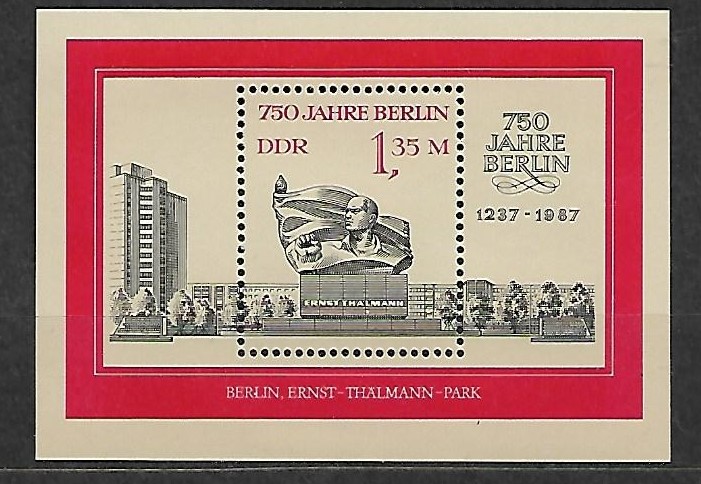 750 JAHRE BERLIN
DDR 1,35 M
ERNST THÄLMANN
750
JAHRE
BERLIN
1237-1987
BERLIN, ERNST-THÄLMANN-PARK